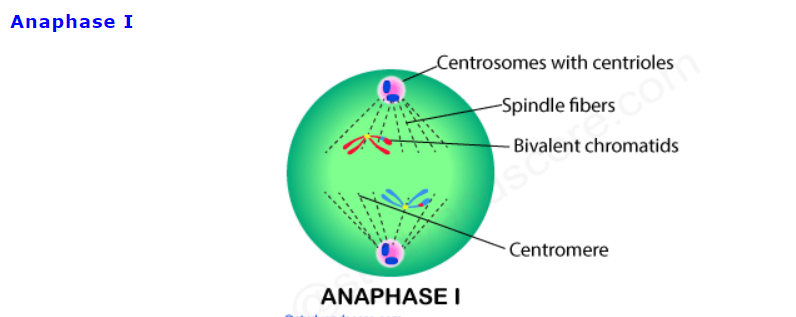 Anaphase I
Centrosomes with centrioles
Spindle fibers
Bivalent chromatids
Centromere
ANAPHASE I